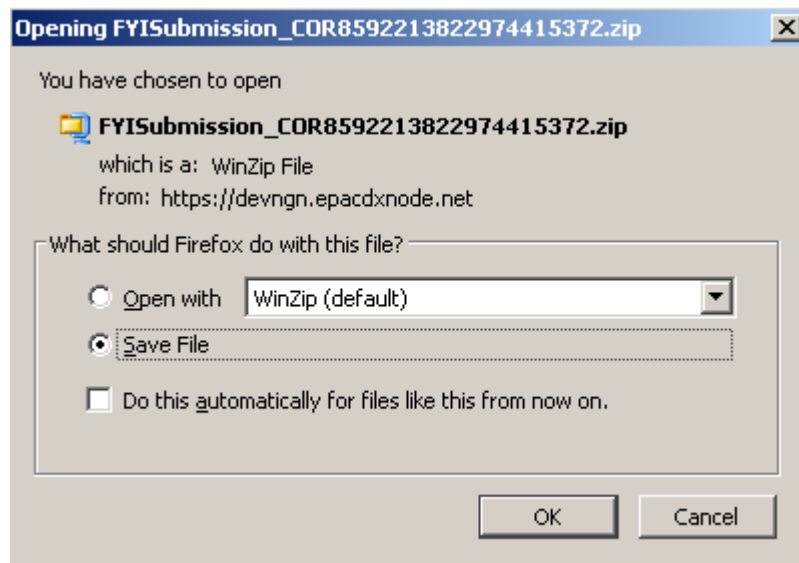 Opening FYISubmission_COR8592213822974415372.zip
You have chosen to open
FYISubmission_COR8592213822974415372.zip
which is a: WinZip File
from: https://devngn.epacdxnode.net
What should Firefox do with this file?
Open with WinZip (default)
Save File
Do this automatically for files like this from now on.
OK Cancel